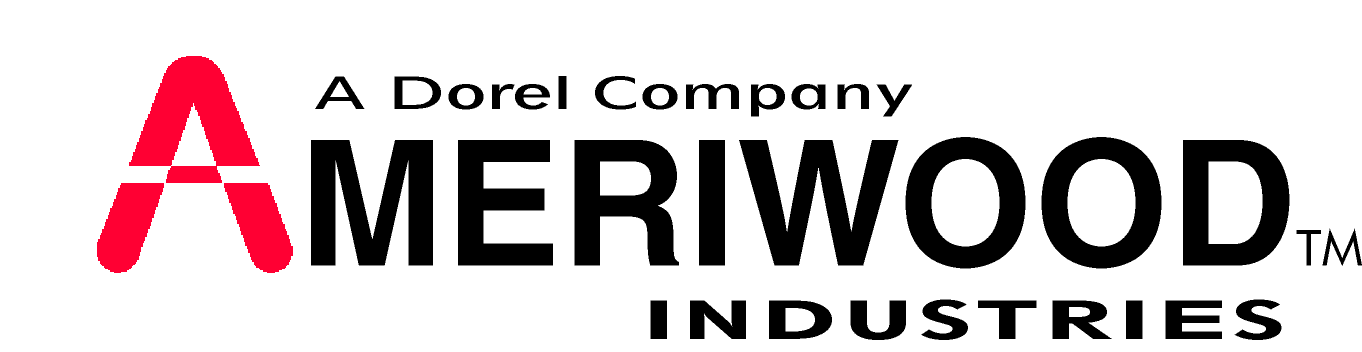 A Dorel Company
AMERIWOOD™
INDUSTRIES